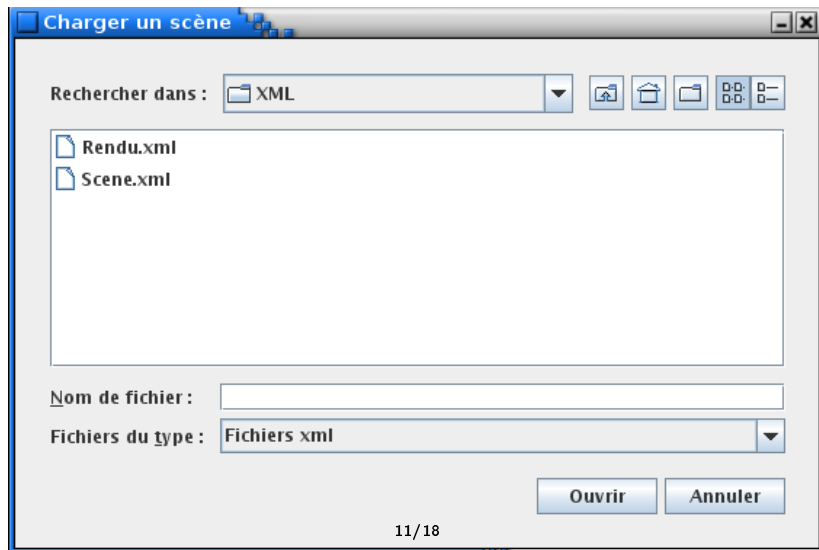 Charger un scène
Rechercher dans : XML
Rendu.xml
Scene.xml
Nom de fichier :
Fichiers du type : Fichiers xml
Ouvrir Annuler
11/18